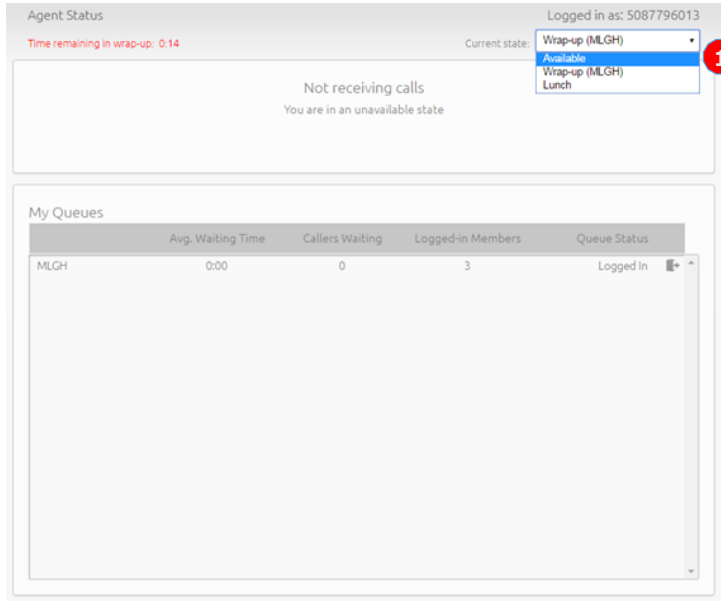 Agent Status Logged in as: 5087796013
Time remaining in wrap-up: 0:14 Current state: Wrap-up (MLGH)
Available
1
Wrap-up (MLGH)
Lunch
Not receiving calls
You are in an unavailable state
My Queues
Avg. Waiting Time Callers Waiting Logged-in Members Queue Status
MLGH 0:00 0 3 Logged In